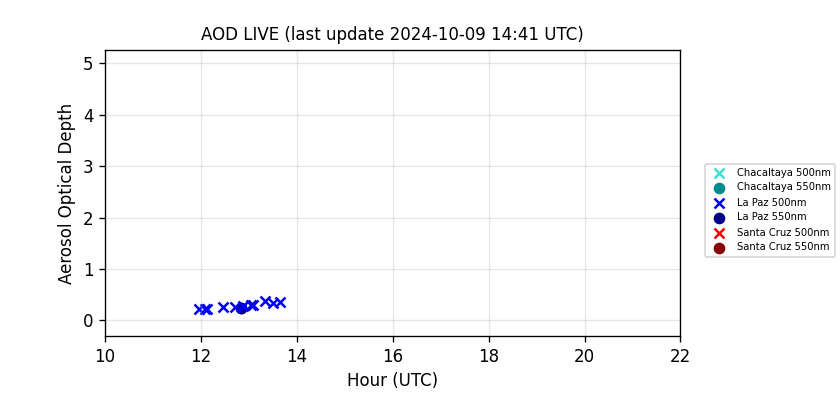 AOD LIVE (last update 2024-10-09 14:41 UTC)
Aerosol Optical Depth
5
4
3
2
1
0
10 12 14 16 18 20 22
Hour (UTC)
Chacaltaya 500nm
Chacaltaya 550nm
La Paz 500nm
La Paz 550nm
Santa Cruz 500nm
Santa Cruz 550nm